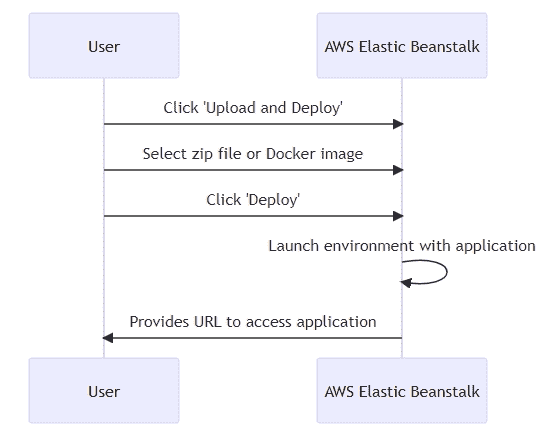 User
AWS Elastic Beanstalk
Click 'Upload and Deploy'
Select zip file or Docker image
Click 'Deploy'
Launch environment with application
Provides URL to access application
User
AWS Elastic Beanstalk